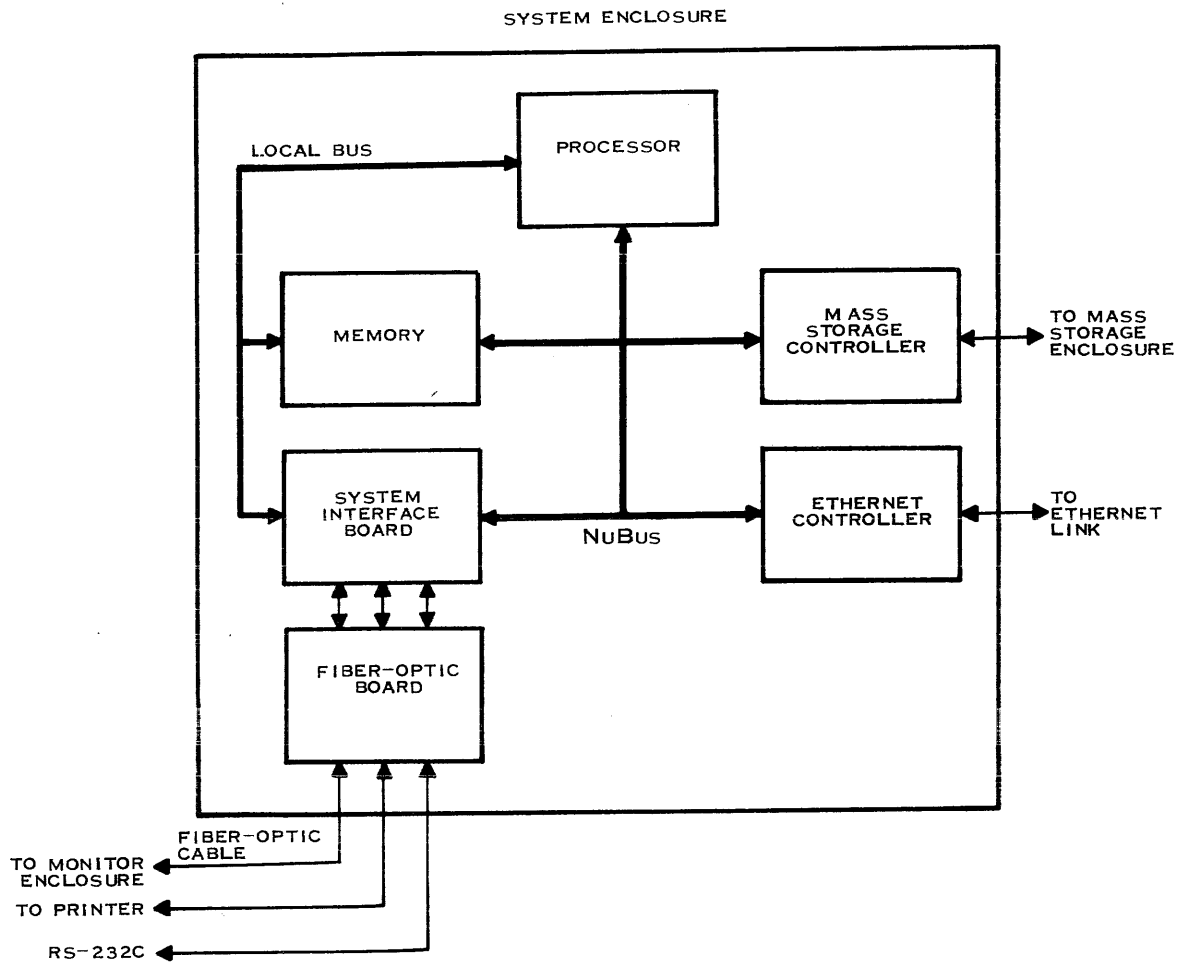 SYSTEM ENCLOSURE
LOCAL BUS
PROCESSOR
MEMORY
MASS
STORAGE
CONTROLLER
TO MASS
STORAGE
ENCLOSURE
SYSTEM
INTERFACE
BOARD
NUBUS
ETHERNET
CONTROLLER
TO
ETHERNET
LINK
FIBER-OPTIC
BOARD
FIBER-OPTIC
CABLE
TO MONITOR
ENCLOSURE
TO PRINTER
RS-232C